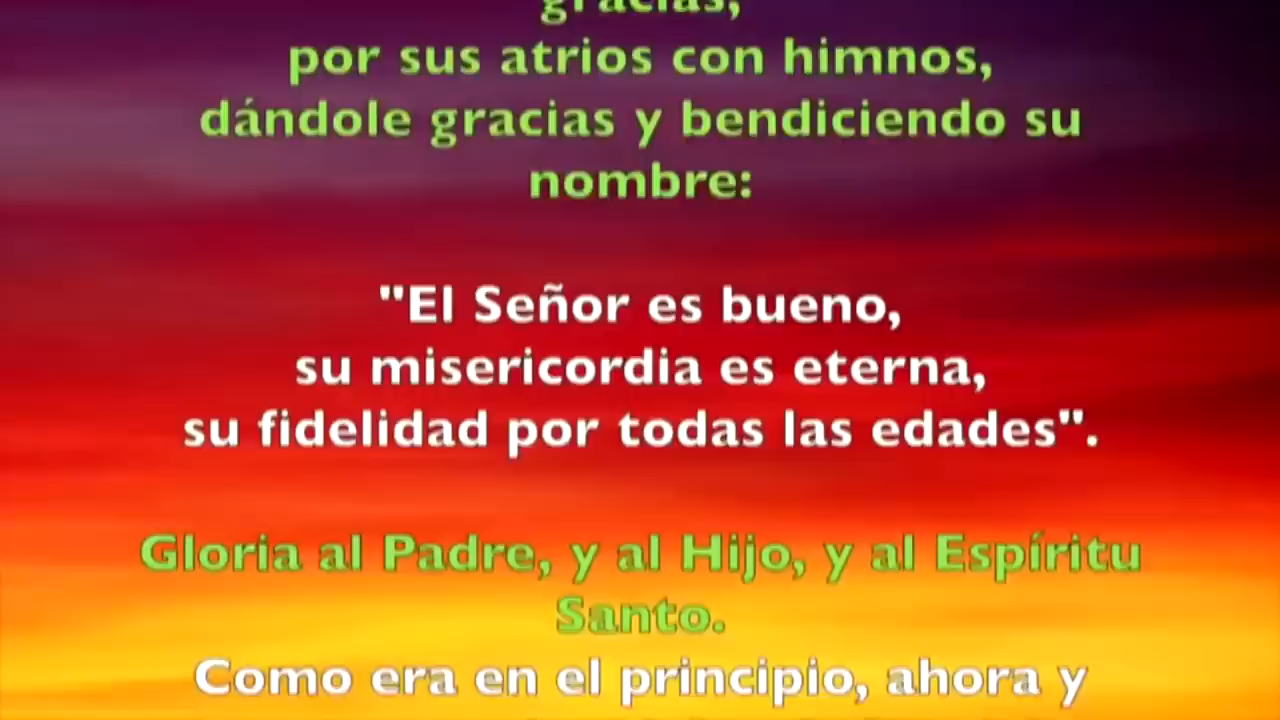 gracias,
por sus atrios con himnos,
dándole gracias y bendiciendo su
nombre:
"El Señor es bueno,
su misericordia es eterna,
su fidelidad por todas las edades".
Gloria al Padre, y al Hijo, y al Espíritu
Santo.
Como era en el principio, ahora y